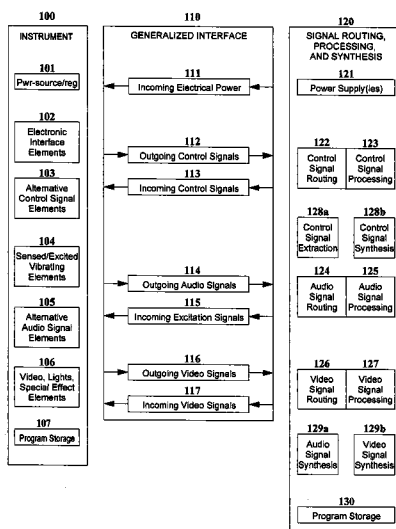 100
INSTRUMENT
101
Pwr-source/reg
102
Electronic
Interface
Elements
103
Alternative
Control Signal
Elements
104
Sensed/Excited
Vibrating
Elements
105
Alternative
Audio Signal
Elements
106
Video, Lights,
Special Effect
Elements
107
Program Storage
110
GENERALIZED INTERFACE
111
Incoming Electrical Power
112
Outgoing Control Signals
113
Incoming Control Signals
114
Outgoing Audio Signals
115
Incoming Excitation Signals
116
Outgoing Video Signals
117
Incoming Video Signals
120
SIGNAL ROUTING,
PROCESSING,
AND SYNTHESIS
121
Power Supply(ies)
122 123
Control Control
Signal Signal
Routing Processing
128a 128b
Control Control
Signal Signal
Extraction Synthesis
124 125
Audio Audio
Signal Signal
Routing Processing
126 127
Video Video
Signal Signal
Routing Processing
129a 129b
Audio Video
Signal Signal
Synthesis Synthesis
130
Program Storage